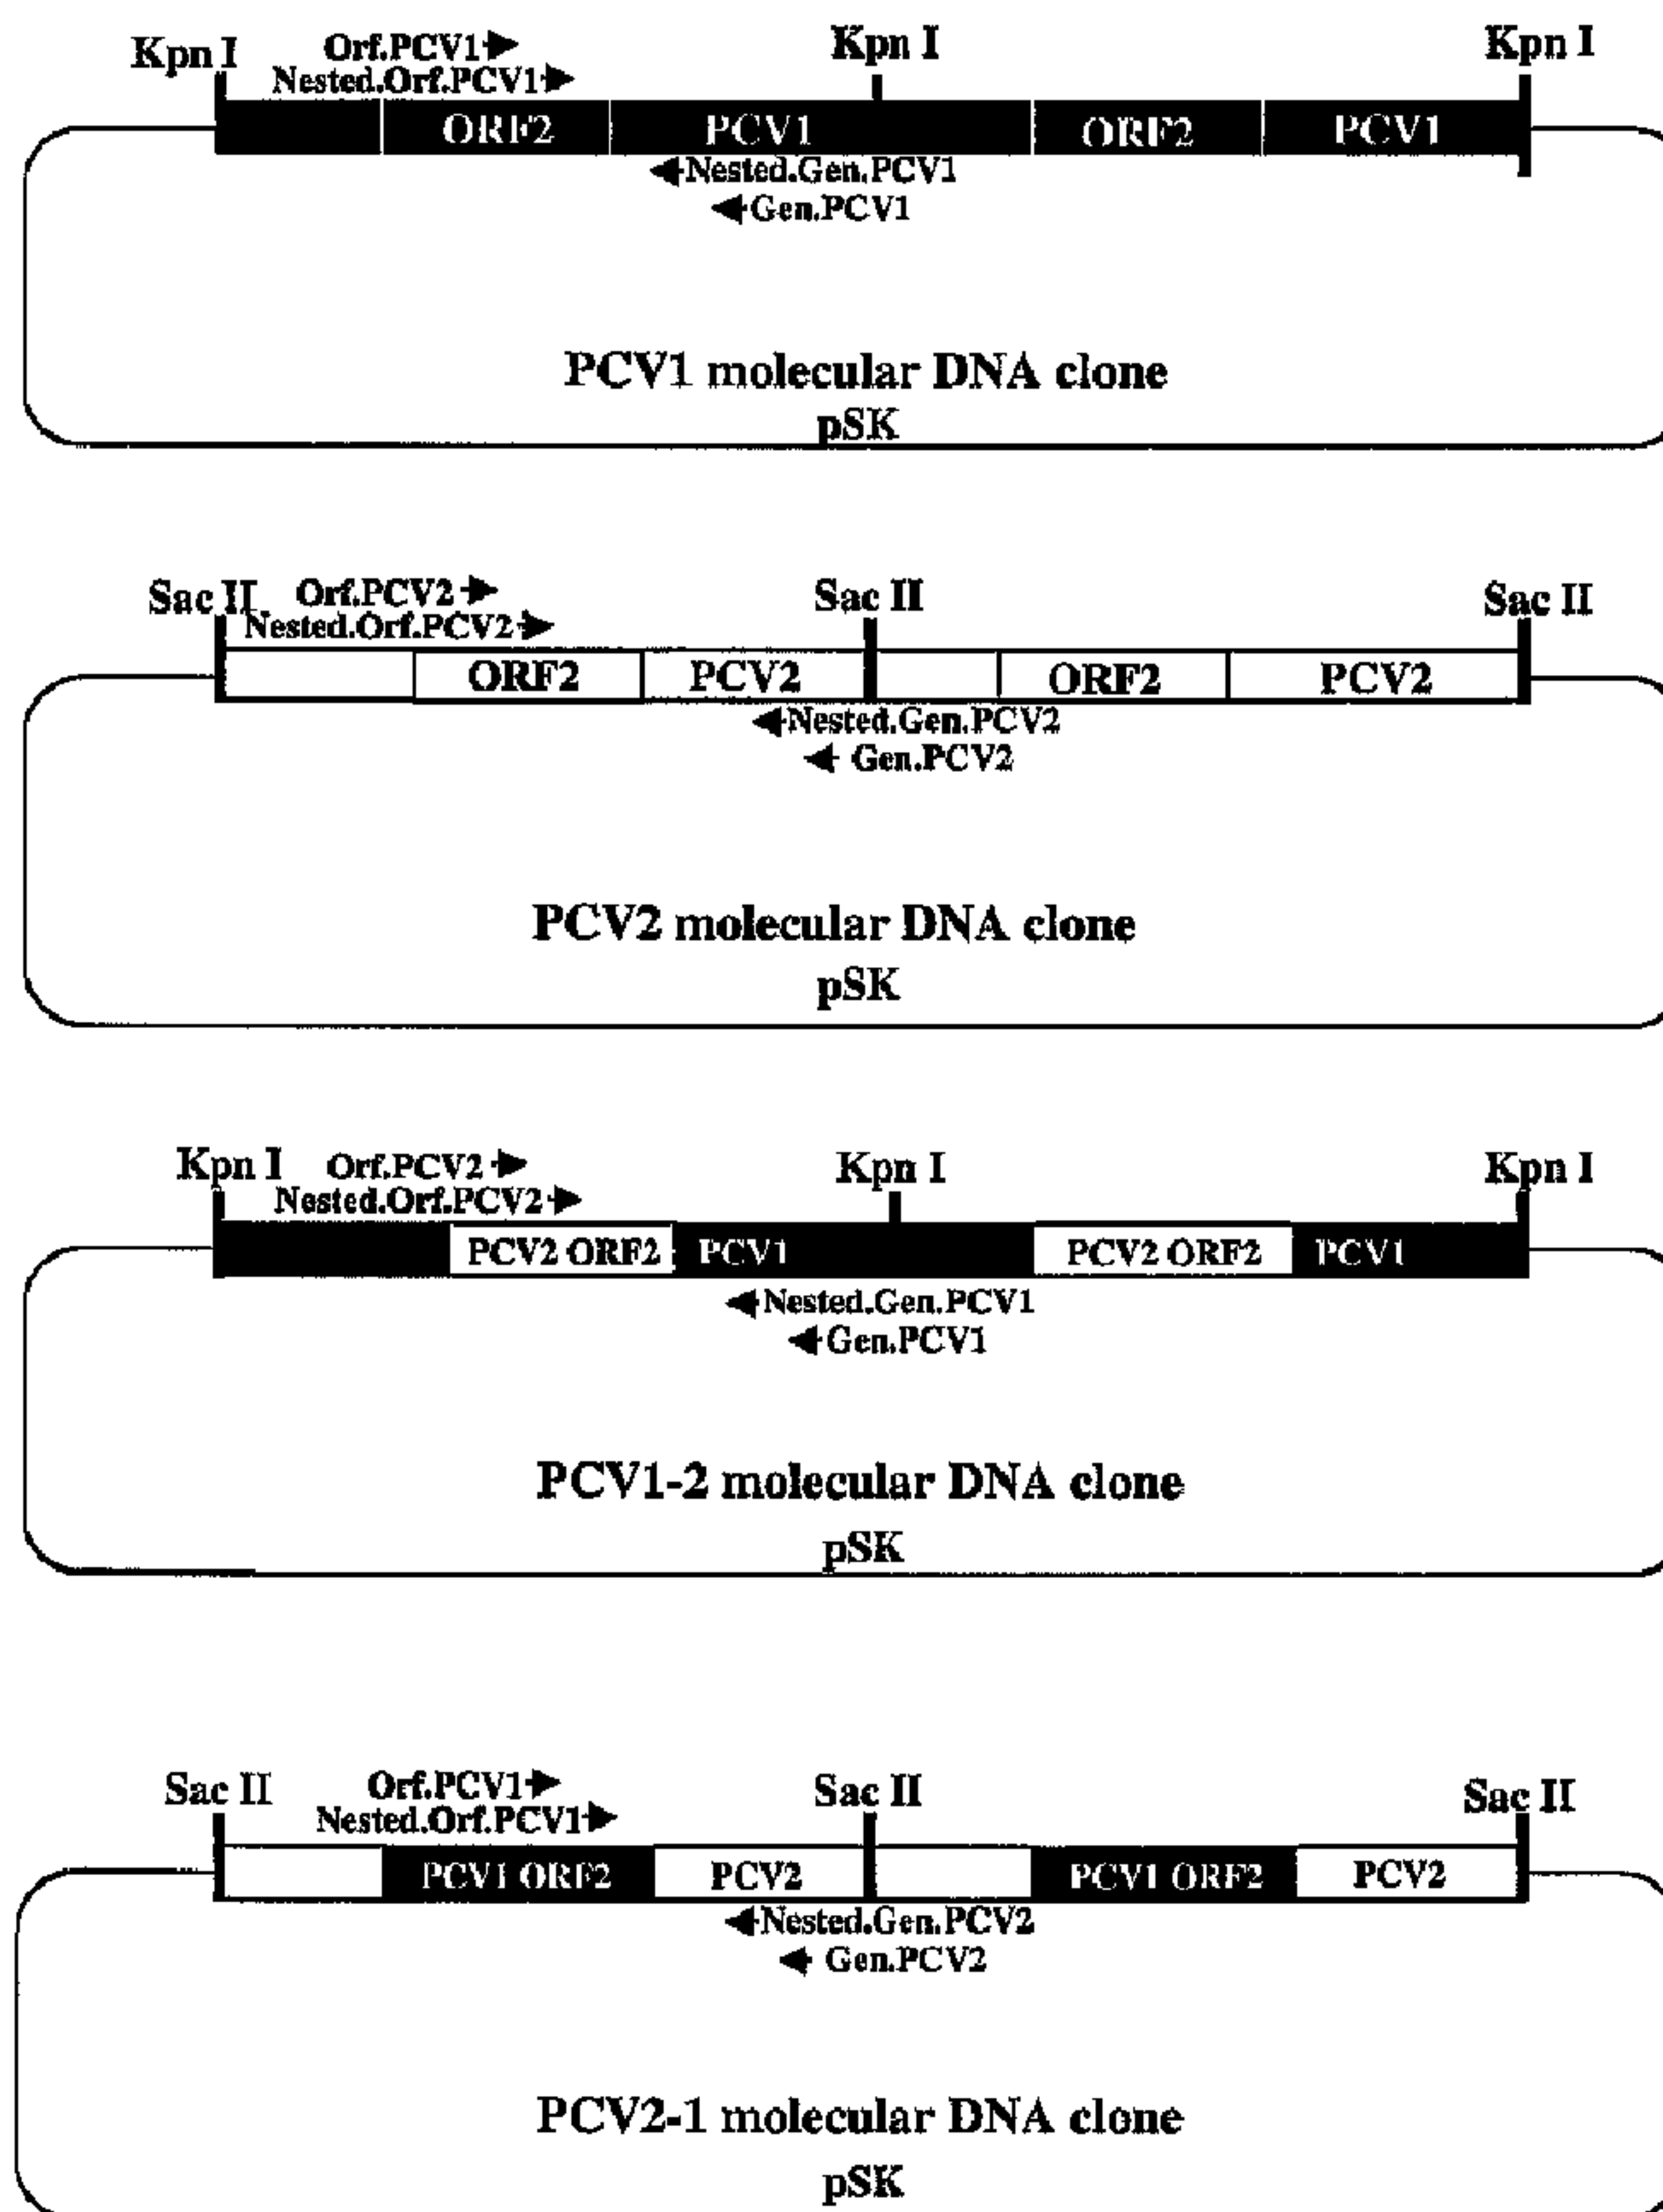 Kpn I Orf.PCV1 Kpn I Kpn I
Nested.Orf.PCV1
ORF2 PCV1 ORF2 PCV1
Nested.Gen.PCV1
Gen.PCV1
PCV1 molecular DNA clone
pSK
Sac II Orf.PCV2 Sac II Sac II
Nested.Orf.PCV2
ORF2 PCV2 ORF2 PCV2
Nested.Gen.PCV2
Gen.PCV2
PCV2 molecular DNA clone
pSK
Kpn I Orf.PCV2 Kpn I Kpn I
Nested.Orf.PCV2
PCV2 ORF2 PCV1 PCV2 ORF2 PCV1
Nested.Gen.PCV1
Gen.PCV1
PCV1-2 molecular DNA clone
pSK
Sac II Orf.PCV1 Sac II Sac II
Nested.Orf.PCV1
PCV1 ORF2 PCV2 PCV1 ORF2 PCV2
Nested.Gen.PCV2
Gen.PCV2
PCV2-1 molecular DNA clone
pSK